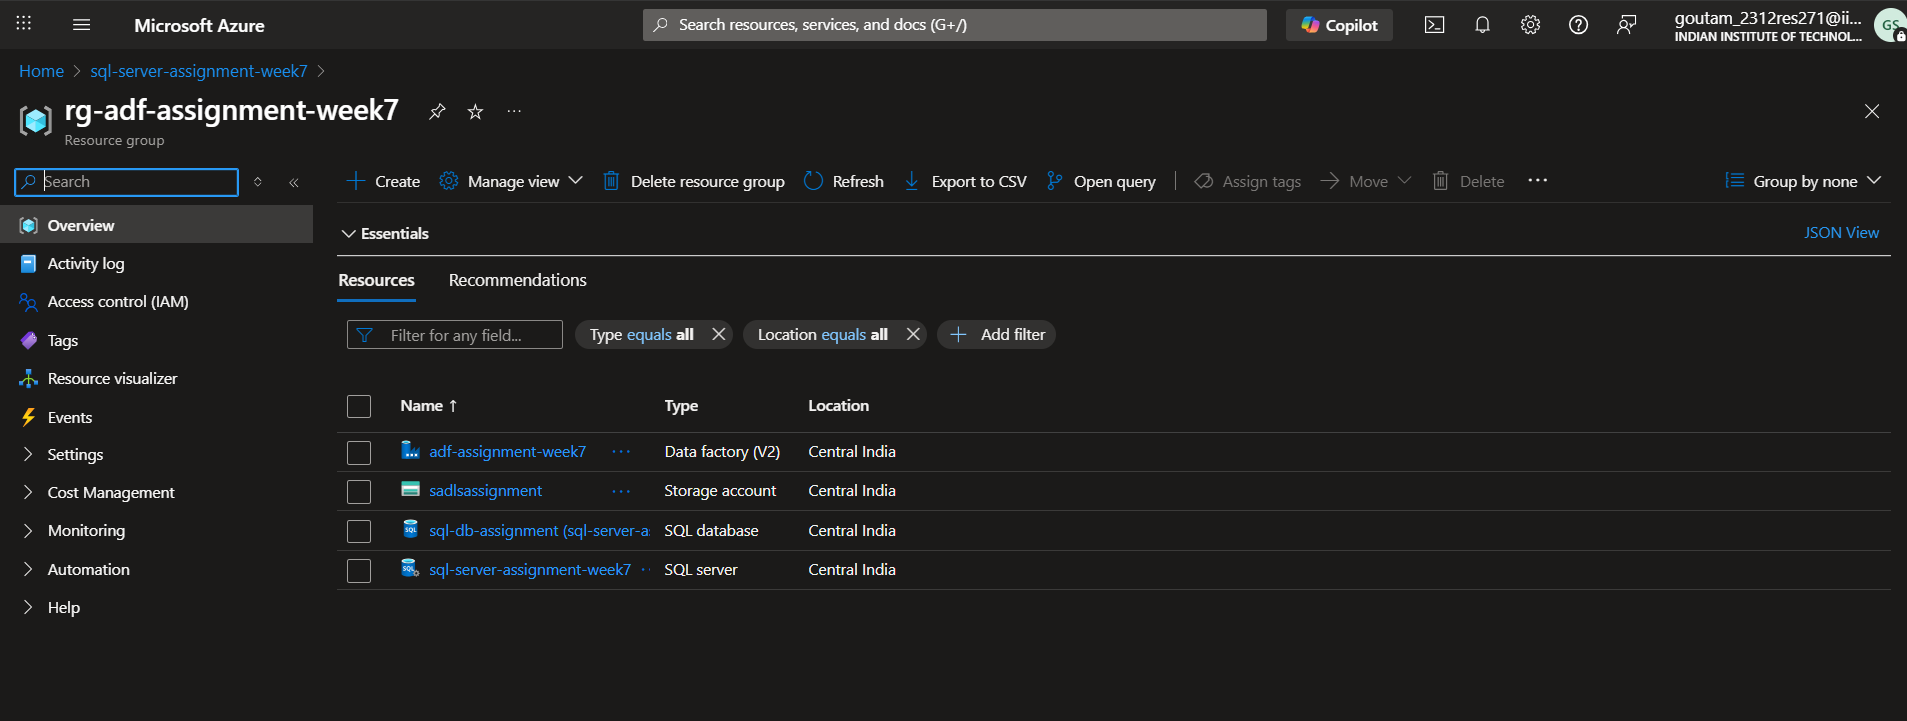 Microsoft Azure
Search resources, services, and docs (G+/)
Copilot
goutam_2312res271@ii...
INDIAN INSTITUTE OF TECHNOL...
GS
Home > sql-server-assignment-week7 >
rg-adf-assignment-week7
Resource group
Search
Create
Manage view
Delete resource group
Refresh
Export to CSV
Open query
Assign tags
Move
Delete
Group by none
Overview
Activity log
Access control (IAM)
Tags
Resource visualizer
Events
Settings
Cost Management
Monitoring
Automation
Help
Essentials
JSON View
Resources
Recommendations
Filter for any field...
Type equals all
Location equals all
Add filter
Name ↑ Type Location
adf-assignment-week7 ... Data factory (V2) Central India
sadlsassignment ... Storage account Central India
SQL sql-db-assignment (sql-server-a SQL database Central India
SQL sql-server-assignment-week7 SQL server Central India